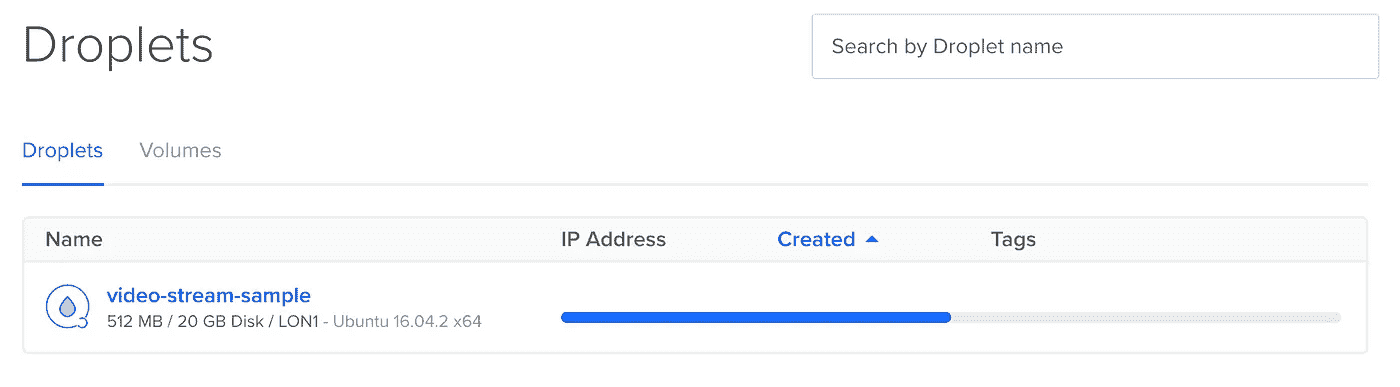 Droplets
Search by Droplet name
Droplets Volumes
Name IP Address Created Tags
video-stream-sample
512 MB / 20 GB Disk / LON1 - Ubuntu 16.04.2 x64